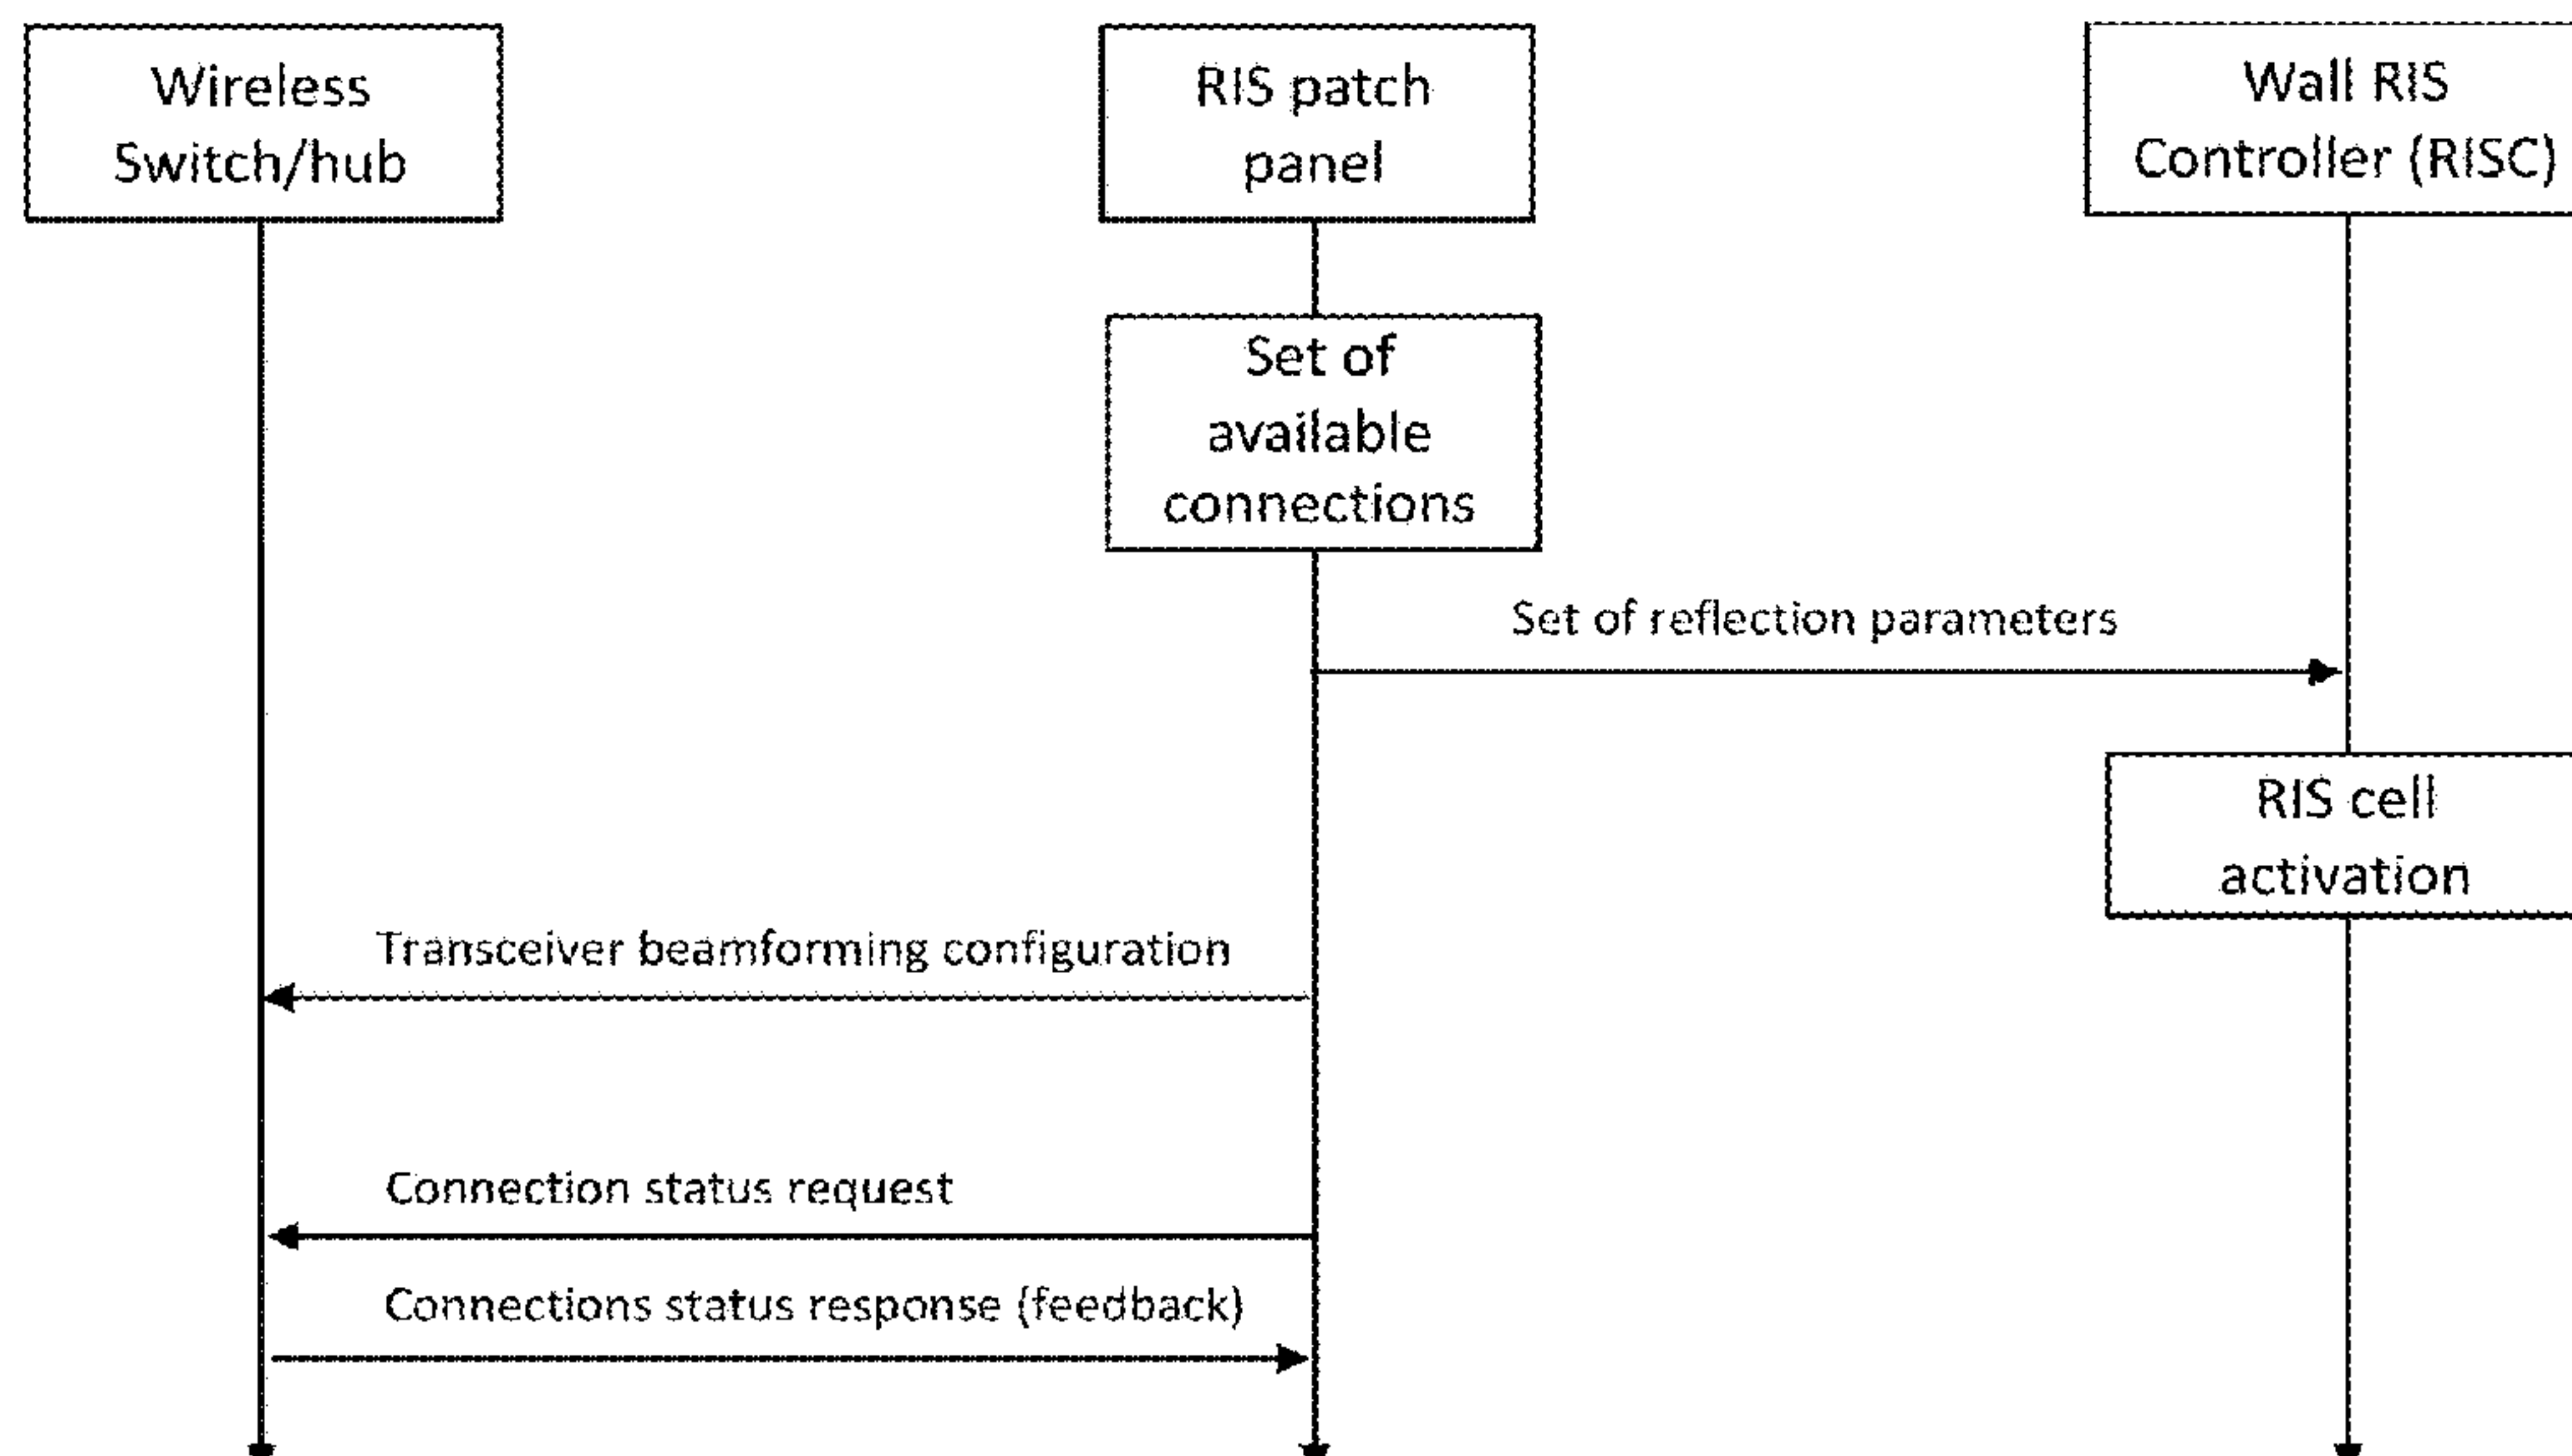 Wireless
Switch/hub
RIS patch
panel
Wall RIS
Controller (RISC)
Set of
available
connections
Set of reflection parameters
RIS cell
activation
Transceiver beamforming configuration
Connection status request
Connections status response (feedback)